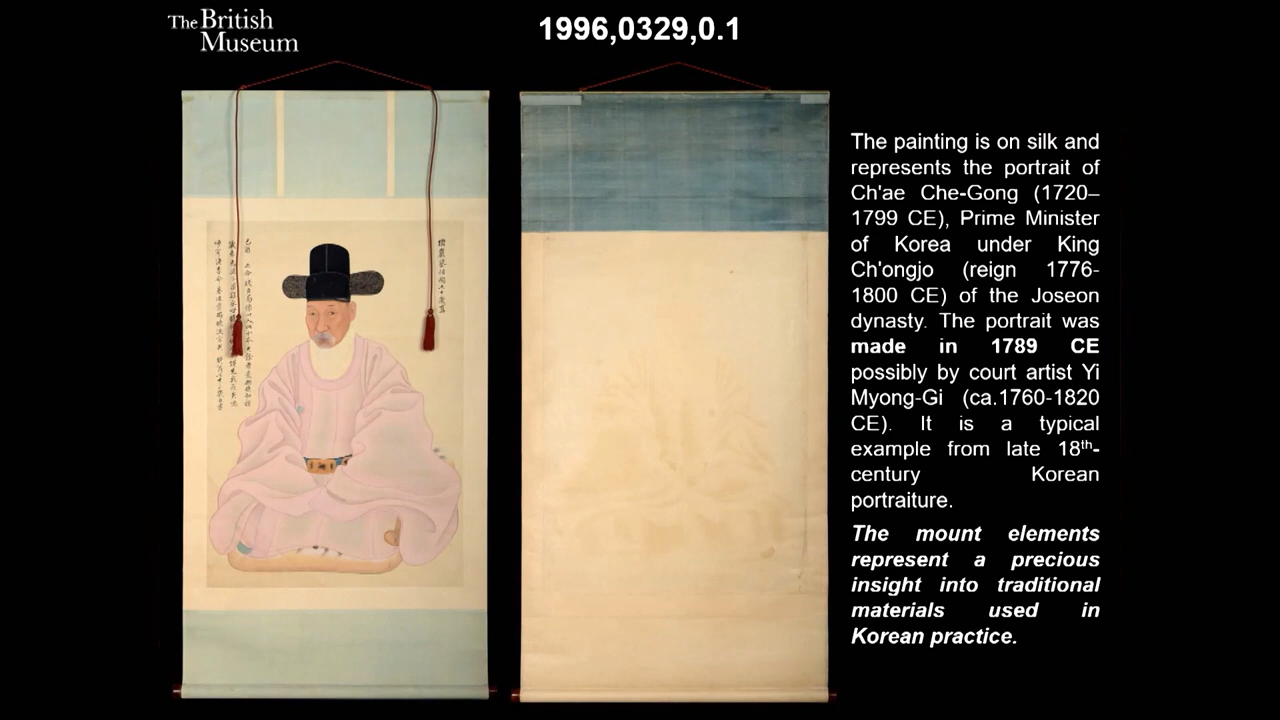 The British
Museum
1996,0329,0.1
The painting is on silk and
represents the portrait of
Ch'ae Che-Gong (1720–
1799 CE), Prime Minister
of Korea under King
Ch'ongjo (reign 1776-
1800 CE) of the Joseon
dynasty. The portrait was
made in 1789 CE
possibly by court artist Yi
Myong-Gi (ca.1760-1820
CE). It is a typical
example from late 18th-
century Korean
portraiture.
The mount elements
represent a precious
insight into traditional
materials used in
Korean practice.